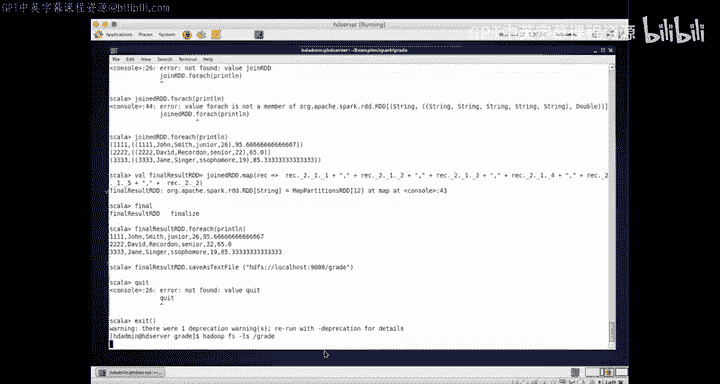 GPT中英字幕课程资源@bilibili.com
hdserver [Running]
Applications Places System
hdadmin@hdserver:~/Examples/spark/grade
File Edit View Search Terminal Help
<console>:26: error: not found: value joinRDD
joinRDD.forach(println)
^
scala> joinedRDD.forach(println)
<console>:44: error: value forach is not a member of org.apache.spark.rdd.RDD[(String, ((String, String, String, String, String), Double))]
joinedRDD.forach(println)
^
scala> joinedRDD.foreach(println)
(1111,((1111,John,Smith,junior,26),95.66666666666667))
(2222,((2222,David,Recordon,senior,22),65.0))
(3333,((3333,Jane,Singer,ssophomore,19),85.33333333333333))
scala> val finalResultRDD= joinedRDD.map(rec => rec._2._1._1 + "," + rec._2._1._2 + "," + rec._2._1._3 + "," + rec._2._1._4 + "," + rec._2
._1._5 + "," + rec._2._2)
finalResultRDD: org.apache.spark.rdd.RDD[String] = MapPartitionsRDD[12] at map at <console>:43
scala> final
finalResultRDD finalize
scala> finalResultRDD.foreach(println)
1111,John,Smith,junior,26,95.66666666666667
2222,David,Recordon,senior,22,65.0
3333,Jane,Singer,ssophomore,19,85.33333333333333
scala> finalResultRDD.saveAsTextFile ("hdfs://localhost:9000/grade")
scala> quit
<console>:26: error: not found: value quit
quit
^
scala> exit()
warning: there were 1 deprecation warning(s); re-run with -deprecation for details
[hdadmin@hdserver grade]$ hadoop fs -ls /grade